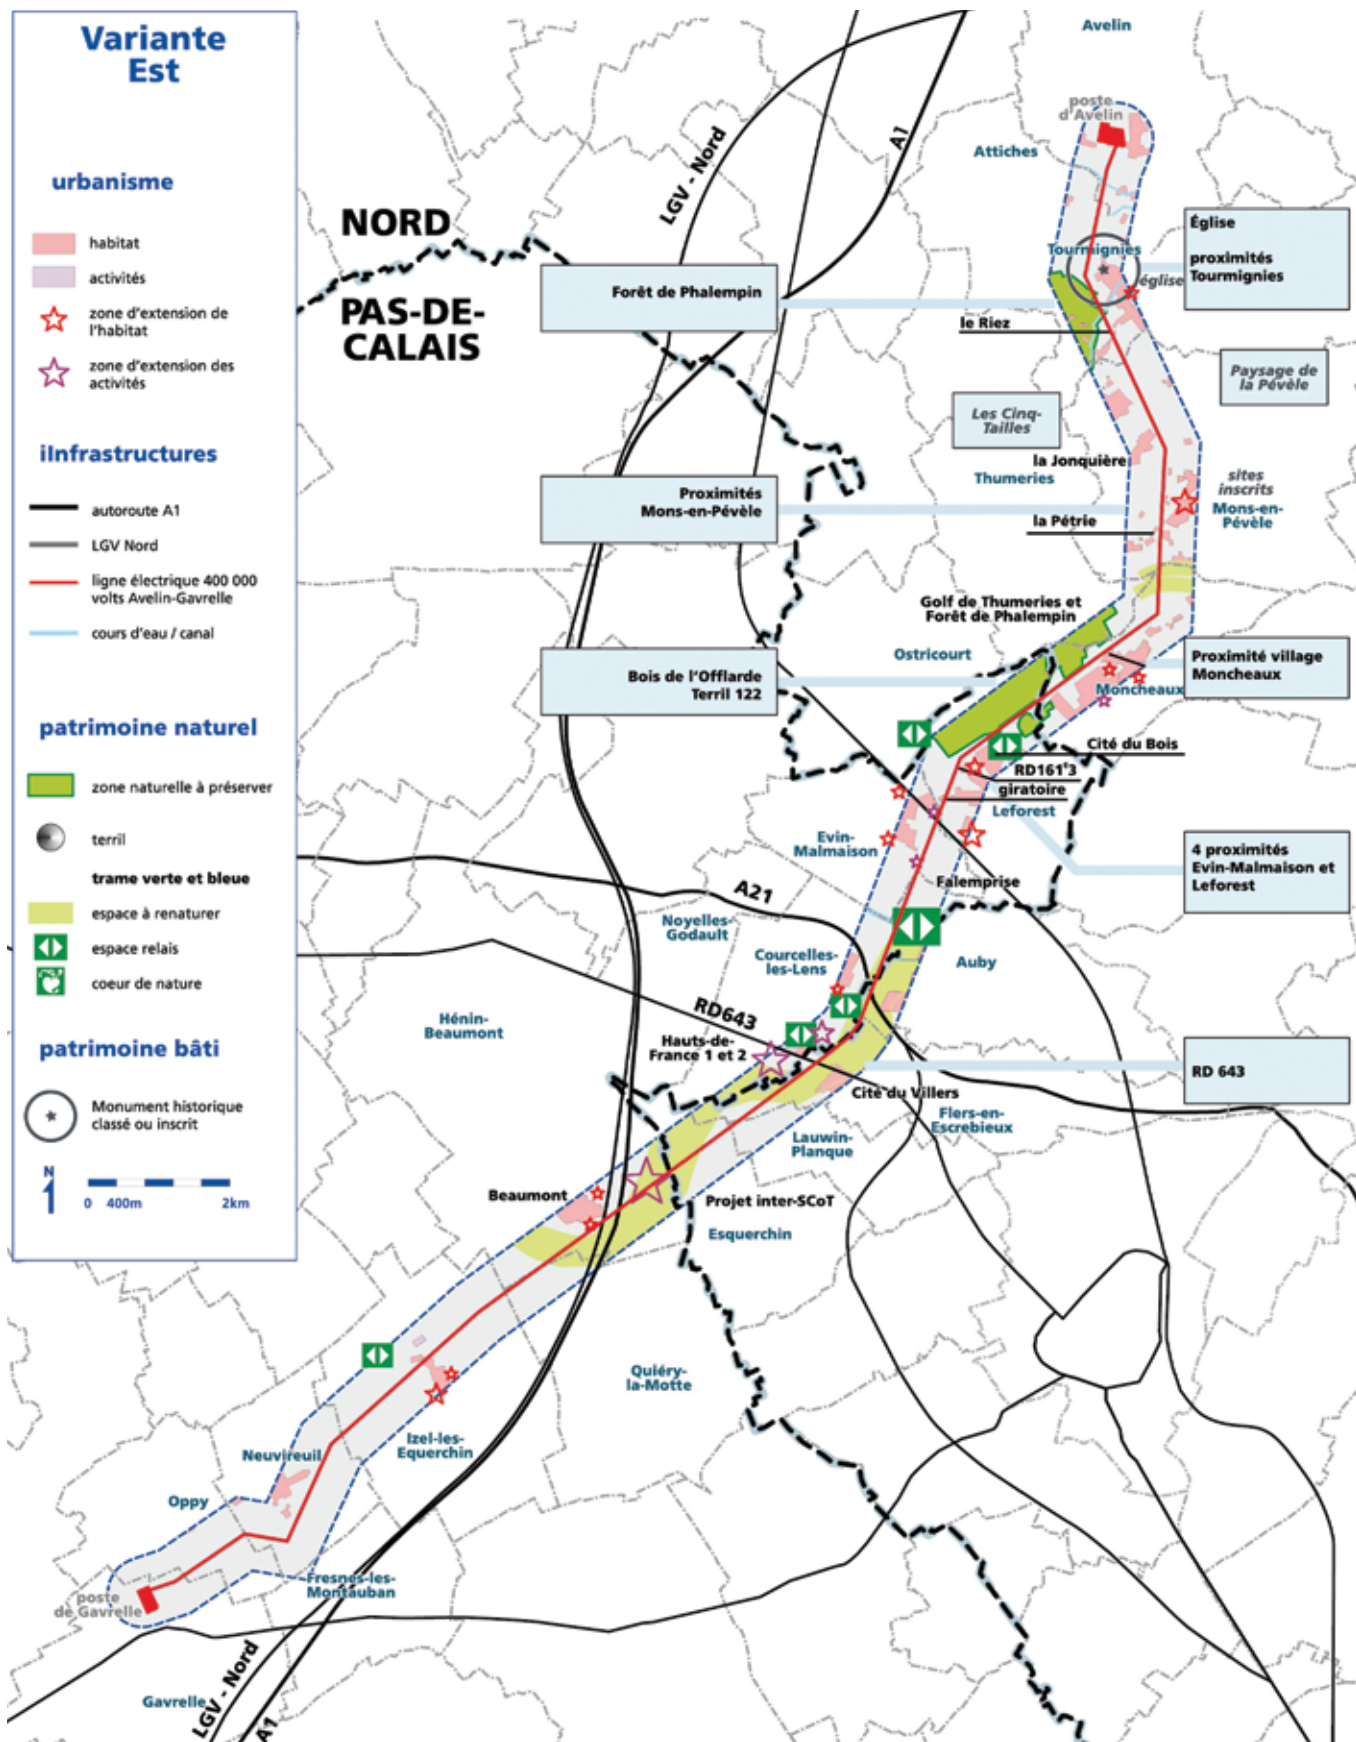 Variante
Est
urbanisme
habitat
activités
zone d'extension de
l'habitat
zone d'extension des
activités
iInfrastructures
autoroute A1
LGV Nord
ligne électrique 400 000
volts Avelin-Gavrelle
cours d'eau / canal
patrimoine naturel
zone naturelle à préserver
terril
trame verte et bleue
espace à renaturer
espace relais
coeur de nature
patrimoine bâti
Monument historique
classé ou inscrit
N
0 400m 2km
NORD
PAS-DE-
CALAIS
LGV - Nord
A1
Avelin
poste
d'Avelin
Attiches
Tourmignies
église
Église
proximités
Tourmignies
Forêt de Phalempin
le Riez
Paysage de
la Pévèle
Les Cinq-
Tailles
la Jonquière
Thumeries
sites
inscrits
Mons-en-
Pévèle
Proximités
Mons-en-Pévèle
la Pétrie
Golf de Thumeries et
Forêt de Phalempin
Ostricourt
Bois de l'Offlarde
Terril 122
Proximité village
Moncheaux
Moncheaux
Cité du Bois
RD161E3
giratoire
Leforest
Evin-
Malmaison
4 proximités
Evin-Malmaison et
Leforest
Falemprise
A21
Noyelles-
Godault
Courcelles-
les-Lens
Auby
RD643
Hénin-
Beaumont
Hauts-de-
France 1 et 2
RD 643
Cité du Villers
Flers-en-
Escrebieux
Lauwin-
Planque
Beaumont
Projet inter-SCoT
Esquerchin
Quiéry-
la-Motte
Izel-les-
Equerchin
Neuvireuil
Oppy
Fresnes-les-
Montauban
poste
de Gavrelle
Gavrelle
LGV - Nord
A1